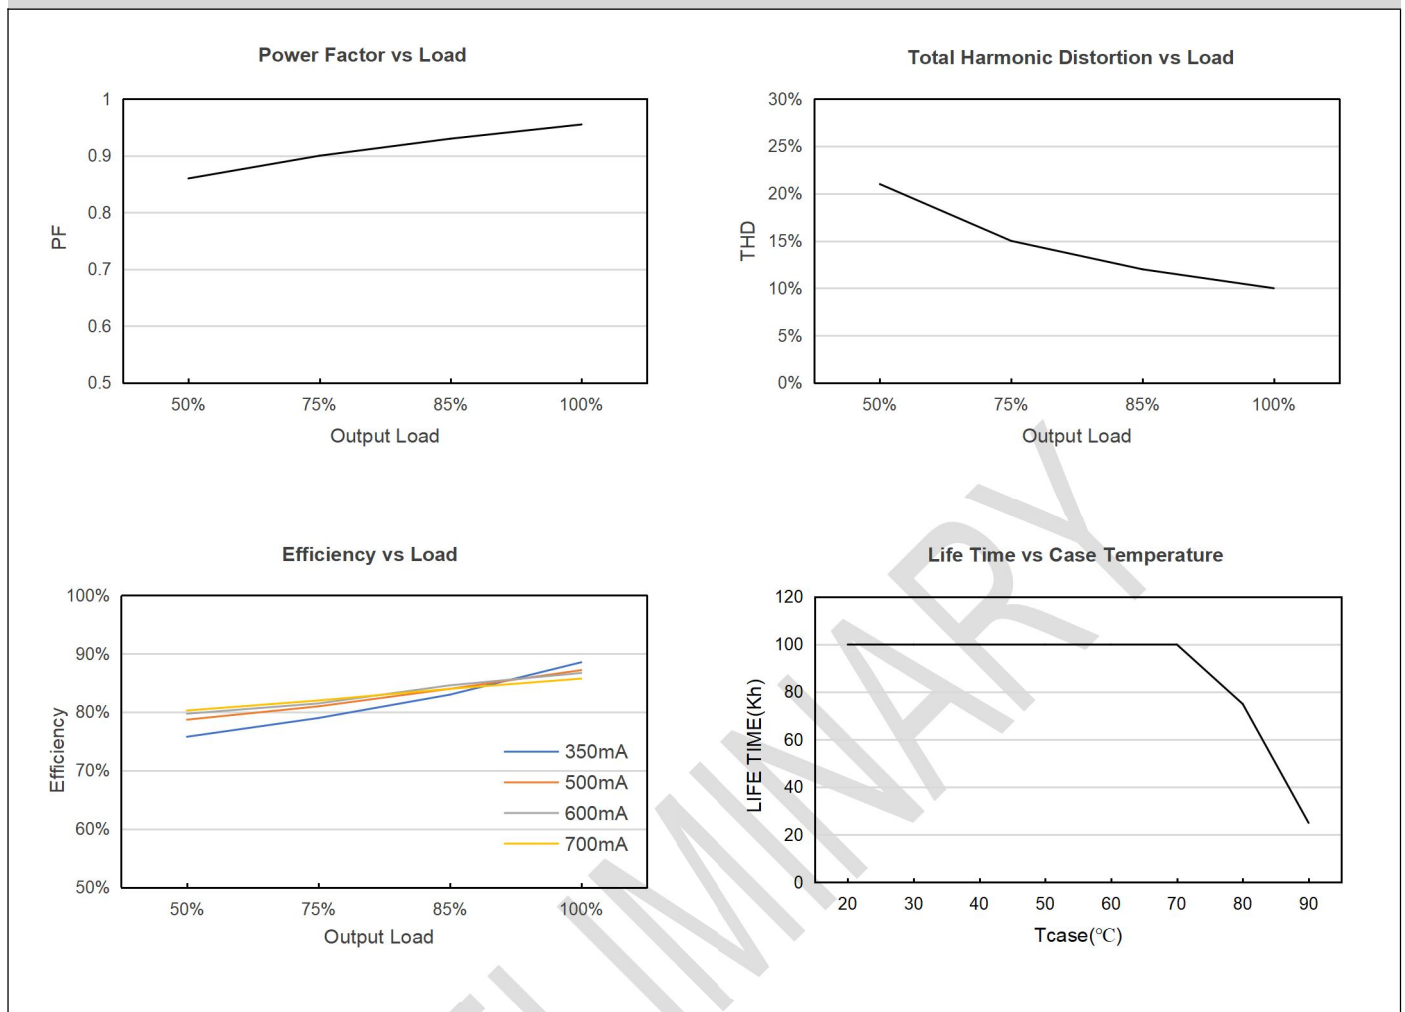 Power Factor vs Load
1
0.9
0.8
0.7
0.6
0.5
PF
50% 75% 85% 100%
Output Load
Total Harmonic Distortion vs Load
30%
25%
20%
15%
10%
5%
0%
THD
50% 75% 85% 100%
Output Load
Efficiency vs Load
100%
90%
80%
70%
60%
50%
Efficiency
350mA
500mA
600mA
700mA
50% 75% 85% 100%
Output Load
Life Time vs Case Temperature
120
100
80
60
40
20
0
LIFE TIME(Kh)
20 30 40 50 60 70 80 90
Tcase(℃)
LIMINARY